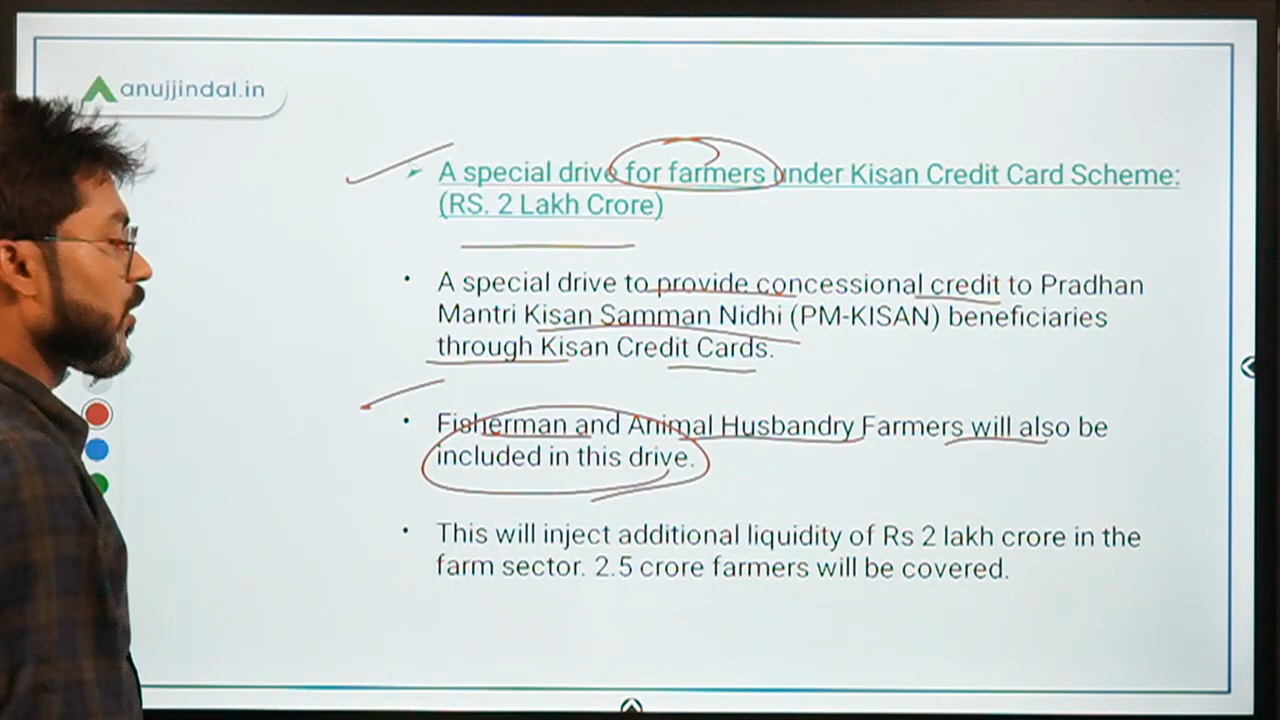 anujjindal.in
➢ A special drive for farmers under Kisan Credit Card Scheme:
(RS. 2 Lakh Crore)
• A special drive to provide concessional credit to Pradhan
Mantri Kisan Samman Nidhi (PM-KISAN) beneficiaries
through Kisan Credit Cards.
• Fisherman and Animal Husbandry Farmers will also be
included in this drive.
• This will inject additional liquidity of Rs 2 lakh crore in the
farm sector. 2.5 crore farmers will be covered.